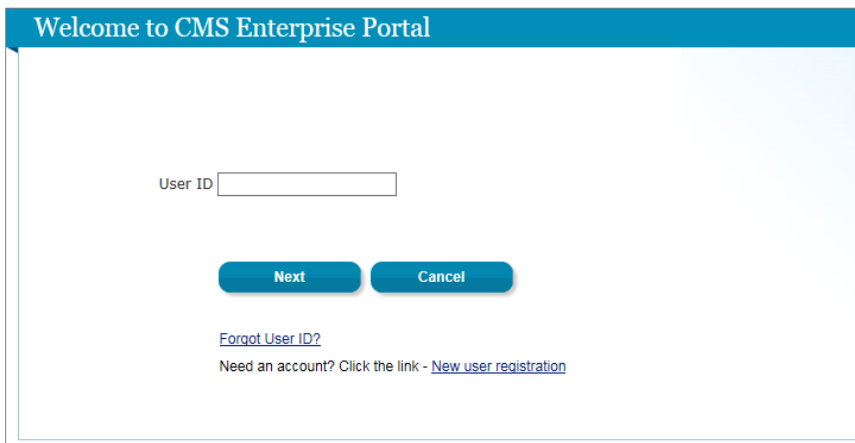 Welcome to CMS Enterprise Portal
User ID
Next Cancel
Forgot User ID?
Need an account? Click the link - New user registration